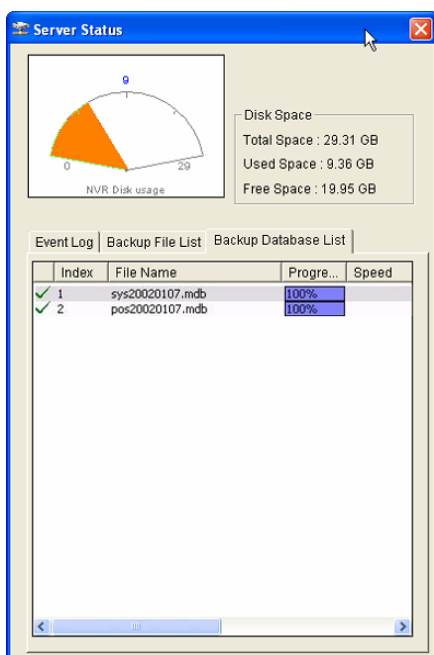 Server Status
9
0
29
NVR Disk usage
Disk Space
Total Space : 29.31 GB
Used Space : 9.36 GB
Free Space : 19.95 GB
Event Log
Backup File List
Backup Database List
Index File Name Progre... Speed
1 sys20020107.mdb 100%
2 pos20020107.mdb 100%